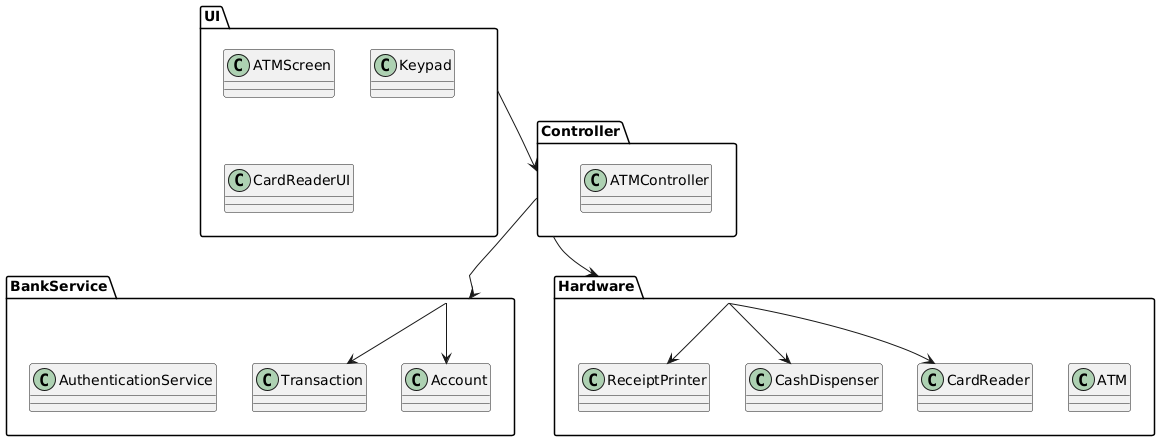 UI
C ATMScreen
C Keypad
Controller
C CardReaderUI
C ATMController
BankService
Hardware
C AuthenticationService
C Transaction
C Account
C ReceiptPrinter
C CashDispenser
C CardReader
C ATM